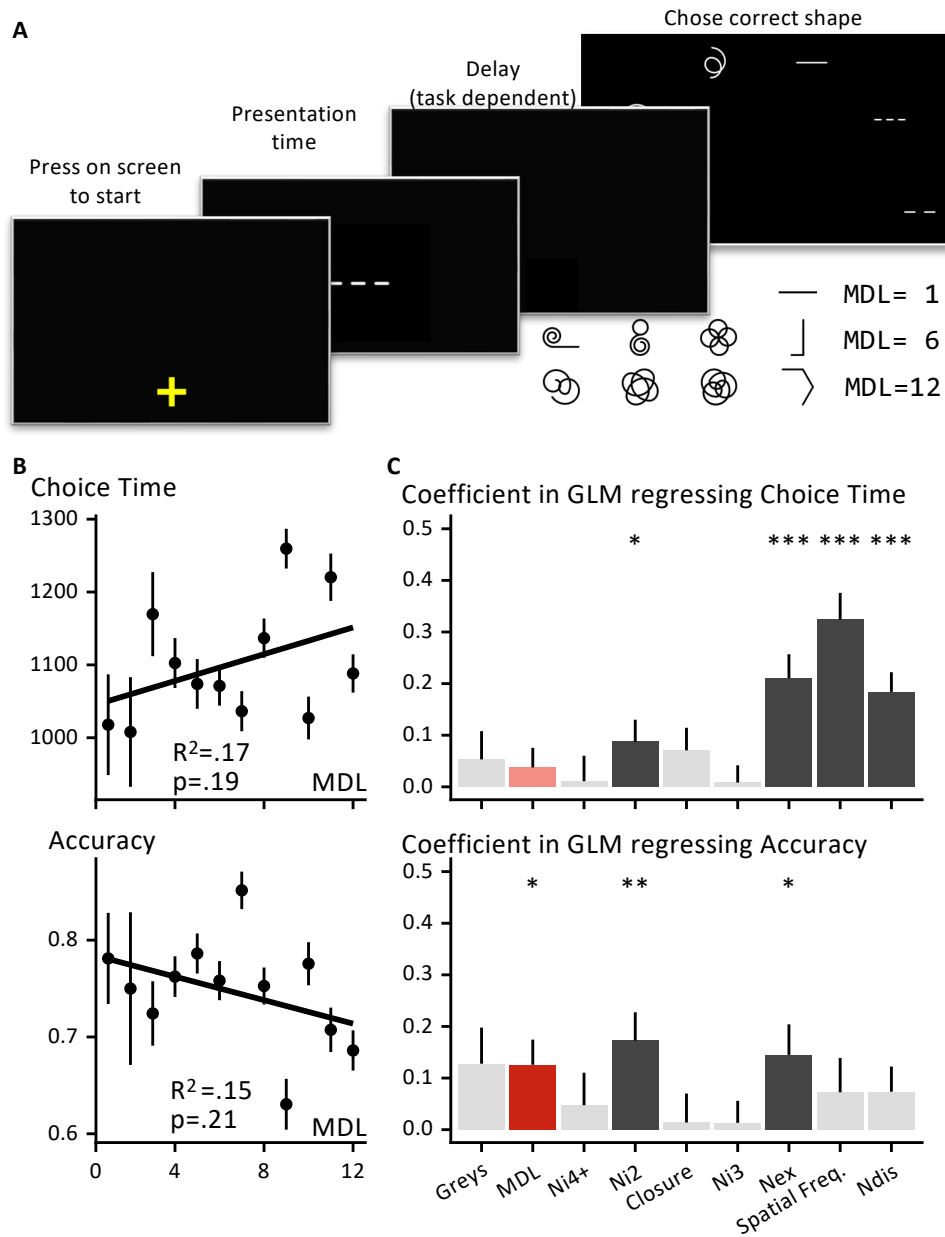 A
Chose correct shape
Delay
(task dependent)
Presentation
time
Press on screen
to start
MDL= 1
MDL= 6
MDL=12
B
Choice Time
1300
1200
1100
1000
R²=.17
p=.19
MDL
Accuracy
0.8
0.7
0.6
R²=.15
p=.21
MDL
0
4
8
12
C
Coefficient in GLM regressing Choice Time
0.5
0.4
0.3
0.2
0.1
0.0
*
***
***
***
Coefficient in GLM regressing Accuracy
0.5
0.4
0.3
0.2
0.1
0.0
*
**
*
Greys
MDL
Ni4+
Ni2
Closure
Ni3
Nex
Spatial Freq.
Ndis